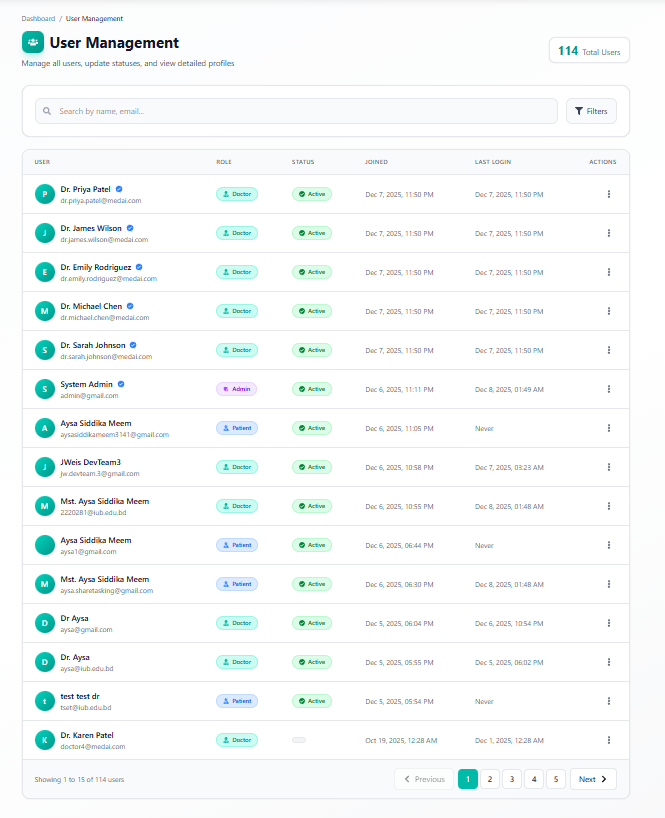 Dashboard / User Management
User Management
Manage all users, update statuses, and view detailed profiles
114 Total Users
Search by name, email...
Filters
USER ROLE STATUS JOINED LAST LOGIN ACTIONS
P Dr. Priya Patel Doctor Active Dec 7, 2025, 11:50 PM Dec 7, 2025, 11:50 PM
dr.priya.patel@medai.com
J Dr. James Wilson Doctor Active Dec 7, 2025, 11:50 PM Dec 7, 2025, 11:50 PM
dr.james.wilson@medai.com
E Dr. Emily Rodriguez Doctor Active Dec 7, 2025, 11:50 PM Dec 7, 2025, 11:50 PM
dr.emily.rodriguez@medai.com
M Dr. Michael Chen Doctor Active Dec 7, 2025, 11:50 PM Dec 7, 2025, 11:50 PM
dr.michael.chen@medai.com
S Dr. Sarah Johnson Doctor Active Dec 7, 2025, 11:50 PM Dec 7, 2025, 11:50 PM
dr.sarah.johnson@medai.com
S System Admin Admin Active Dec 6, 2025, 11:11 PM Dec 8, 2025, 01:49 AM
admin@gmail.com
A Aysa Siddika Meem Patient Active Dec 6, 2025, 11:05 PM Never
aysasiddikameem3141@gmail.com
J JWeis DevTeam3 Doctor Active Dec 6, 2025, 10:58 PM Dec 7, 2025, 03:23 AM
jw.devteam.3@gmail.com
M Mst. Aysa Siddika Meem Doctor Active Dec 6, 2025, 10:55 PM Dec 8, 2025, 01:48 AM
2220281@iub.edu.bd
Aysa Siddika Meem Patient Active Dec 6, 2025, 06:44 PM Never
aysa1@gmail.com
M Mst. Aysa Siddika Meem Patient Active Dec 6, 2025, 06:30 PM Dec 8, 2025, 01:48 AM
aysa.sharetasking@gmail.com
D Dr Aysa Doctor Active Dec 5, 2025, 06:04 PM Dec 6, 2025, 10:54 PM
aysa@gmail.com
D Dr. Aysa Doctor Active Dec 5, 2025, 05:55 PM Dec 5, 2025, 06:02 PM
aysa@iub.edu.bd
t test test dr Patient Active Dec 5, 2025, 05:54 PM Never
tset@iub.edu.bd
K Dr. Karen Patel Doctor Oct 19, 2025, 12:28 AM Dec 1, 2025, 12:28 AM
doctor4@medai.com
Showing 1 to 15 of 114 users Previous 1 2 3 4 5 Next